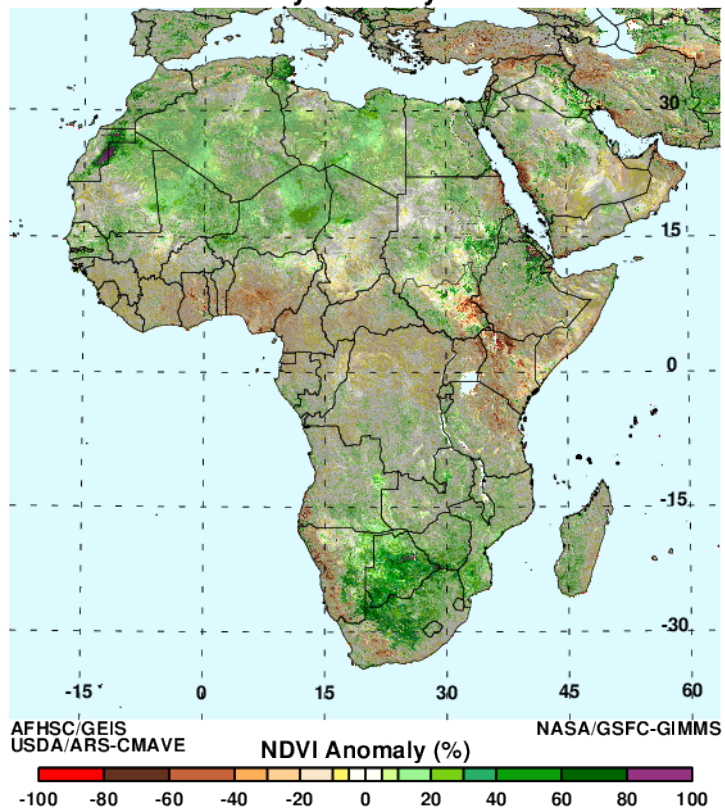 30
15
0
-15
-30
-15 0 15 30 45 60
AFHSC/GEIS NASA/GSFC-GIMMS
USDA/ARS-CMAVE
NDVI Anomaly (%)
-100 -80 -60 -40 -20 0 20 40 60 80 100